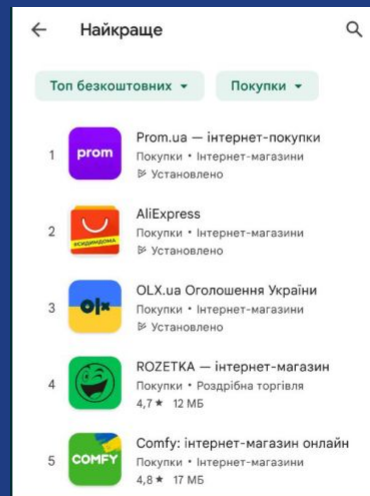 Найкраще
Топ безкоштовних
Покупки
1
prom
Prom.ua — інтернет-покупки
Покупки • Інтернет-магазини
Установлено
2
#СИДИМДОМА
AliExpress
Покупки • Інтернет-магазини
Установлено
3
olx
OLX.ua Оголошення України
Покупки • Інтернет-магазини
Установлено
4
ROZETKA — інтернет-магазин
Покупки • Роздрібна торгівля
4,7★ 12 МБ
5
COMFY
Comfy: інтернет-магазин онлайн
Покупки • Інтернет-магазини
4,8★ 17 МБ